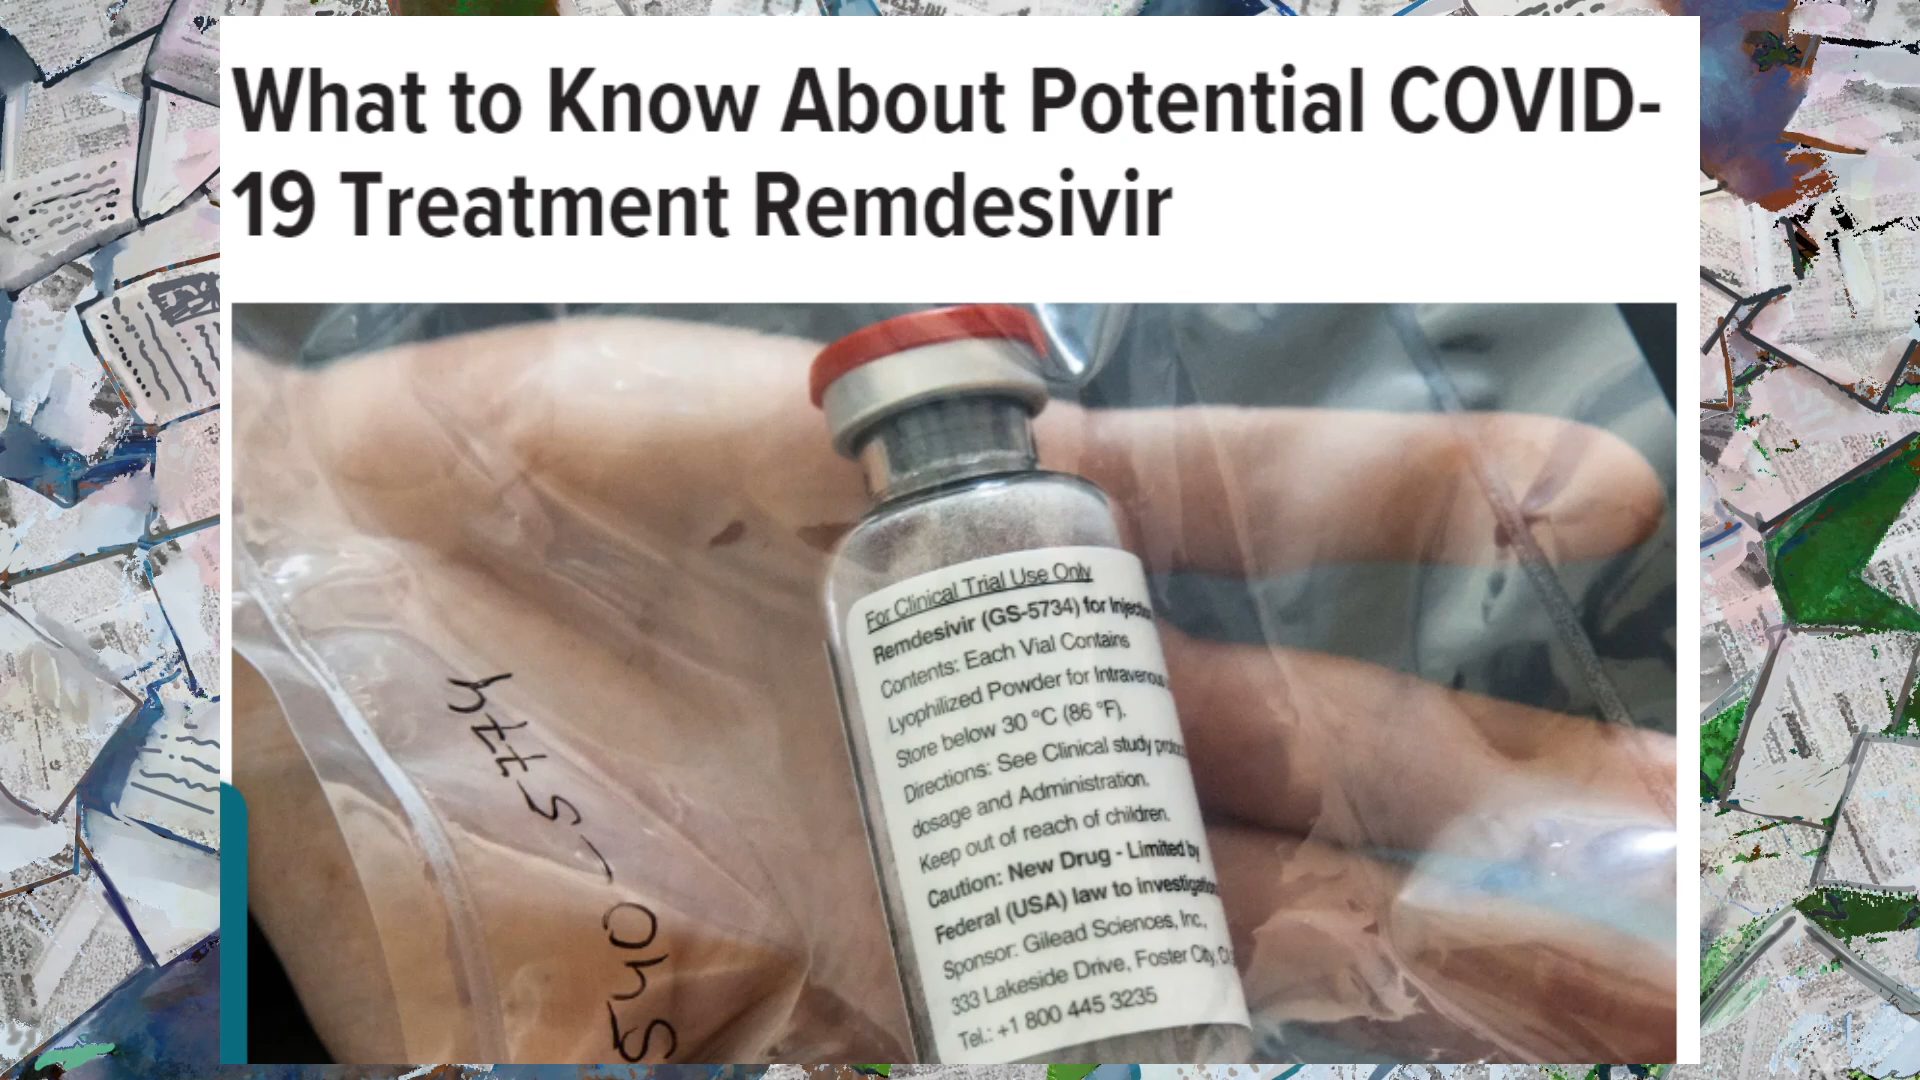 What to Know About Potential COVID-
19 Treatment Remdesivir
For Clinical Trial Use Only
Remdesivir (GS-5734) for
Contents: Each Vial Contains
Lyophilized Powder for
Store below 30 °C (86 °F).
Directions: See Clinical study
dosage and Administration.
Keep out of reach of children.
Caution: New Drug - Limited by
Federal (USA) law to
Sponsor: Gilead Sciences, Inc.,
333 Lakeside Drive, Foster City,
Tel.: +1 800 445 3235